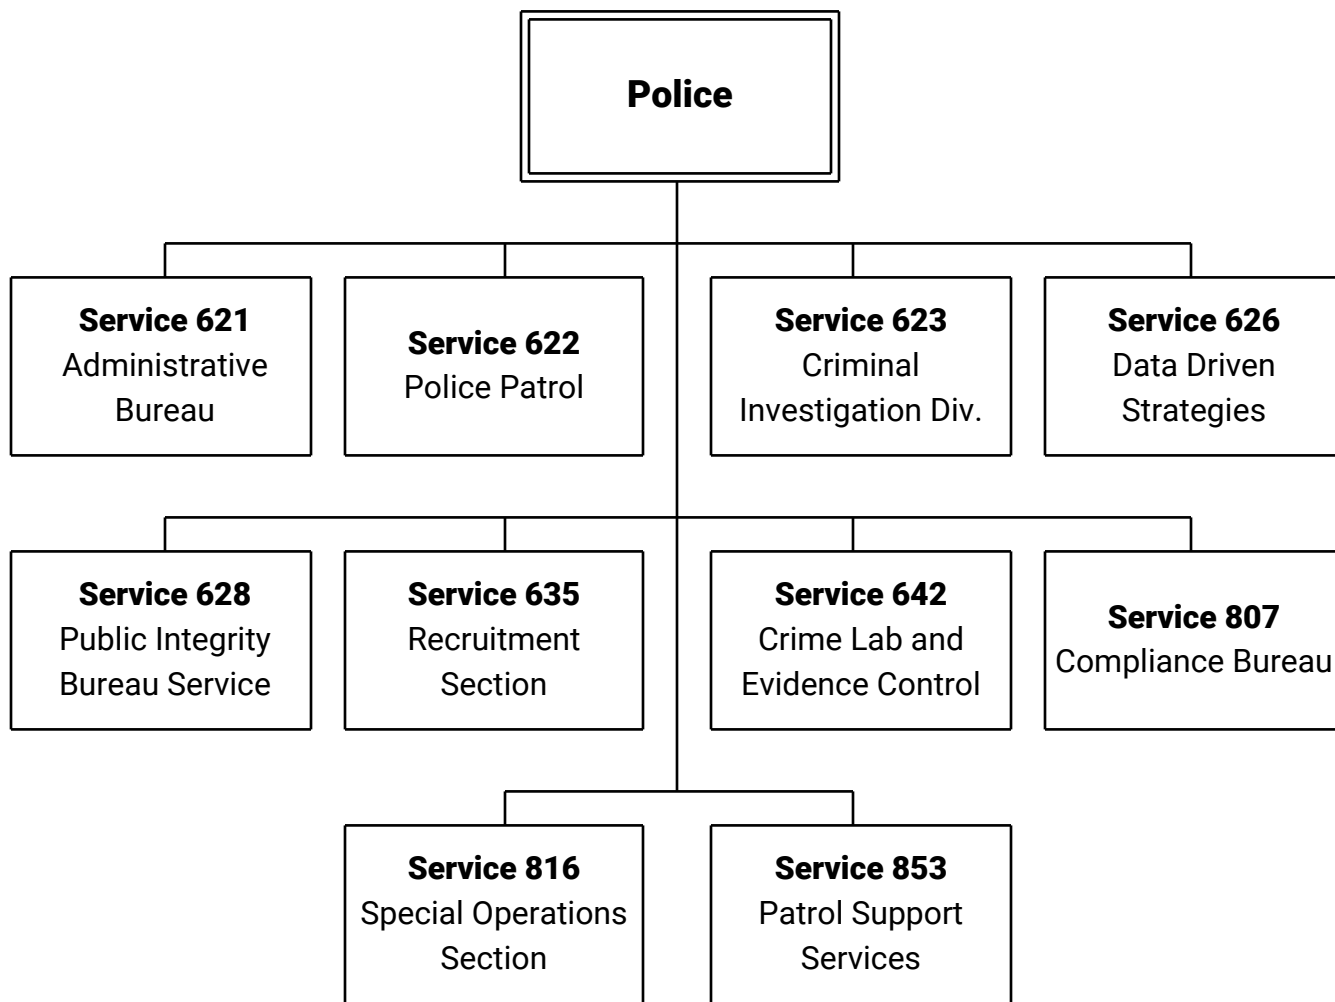 Police
Service 621
Administrative
Bureau
Service 622
Police Patrol
Service 623
Criminal
Investigation Div.
Service 626
Data Driven
Strategies
Service 628
Public Integrity
Bureau Service
Service 635
Recruitment
Section
Service 642
Crime Lab and
Evidence Control
Service 807
Compliance Bureau
Service 816
Special Operations
Section
Service 853
Patrol Support
Services